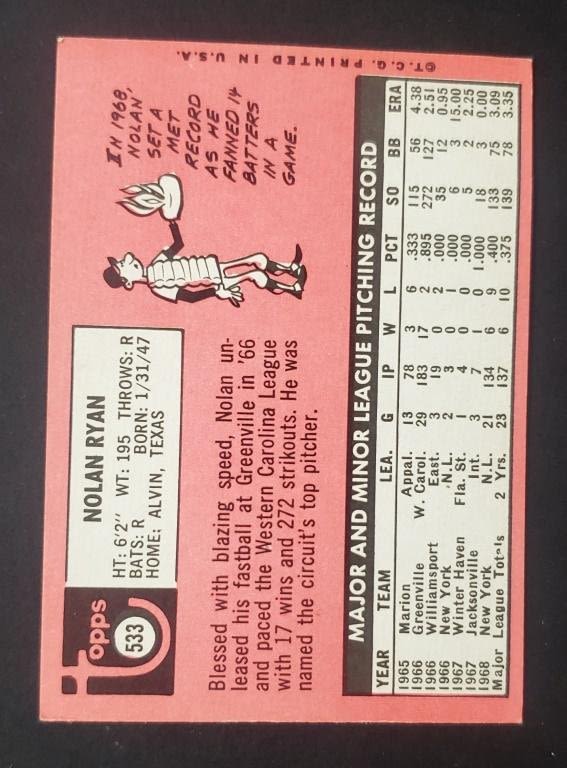 Topps
533
NOLAN RYAN
HT: 6'2" WT: 195 THROWS: R
BATS: R BORN: 1/31/47
HOME: ALVIN, TEXAS
IN 1968,
NOLAN
SET A
MET
RECORD
AS HE
FANNED 14
BATTERS
IN A
GAME.
Blessed with blazing speed, Nolan un-
leased his fastball at Greenville in '66
and paced the Western Carolina League
with 17 wins and 272 strikouts. He was
named the circuit's top pitcher.
MAJOR AND MINOR LEAGUE PITCHING RECORD
YEAR TEAM LEA. G IP W L PCT SO BB ERA
1965 Marion Appal. 13 78 3 6 .333 115 56 4.38
1966 Greenville W. Carol. 29 183 17 2 .895 272 127 2.51
1966 Williamsport East. 3 19 0 2 .000 35 12 0.95
1966 New York N.L. 2 3 0 1 .000 6 3 15.00
1967 Winter Haven Fla. St. 1 4 0 0 .000 5 2 2.25
1967 Jacksonville Int. 3 7 1 0 1.000 18 3 0.00
1968 New York N.L. 21 134 6 9 .400 133 75 3.09
Major League Tot's 2 Yrs. 23 137 6 10 .375 139 78 3.35
©T.C.G. PRINTED IN U.S.A.